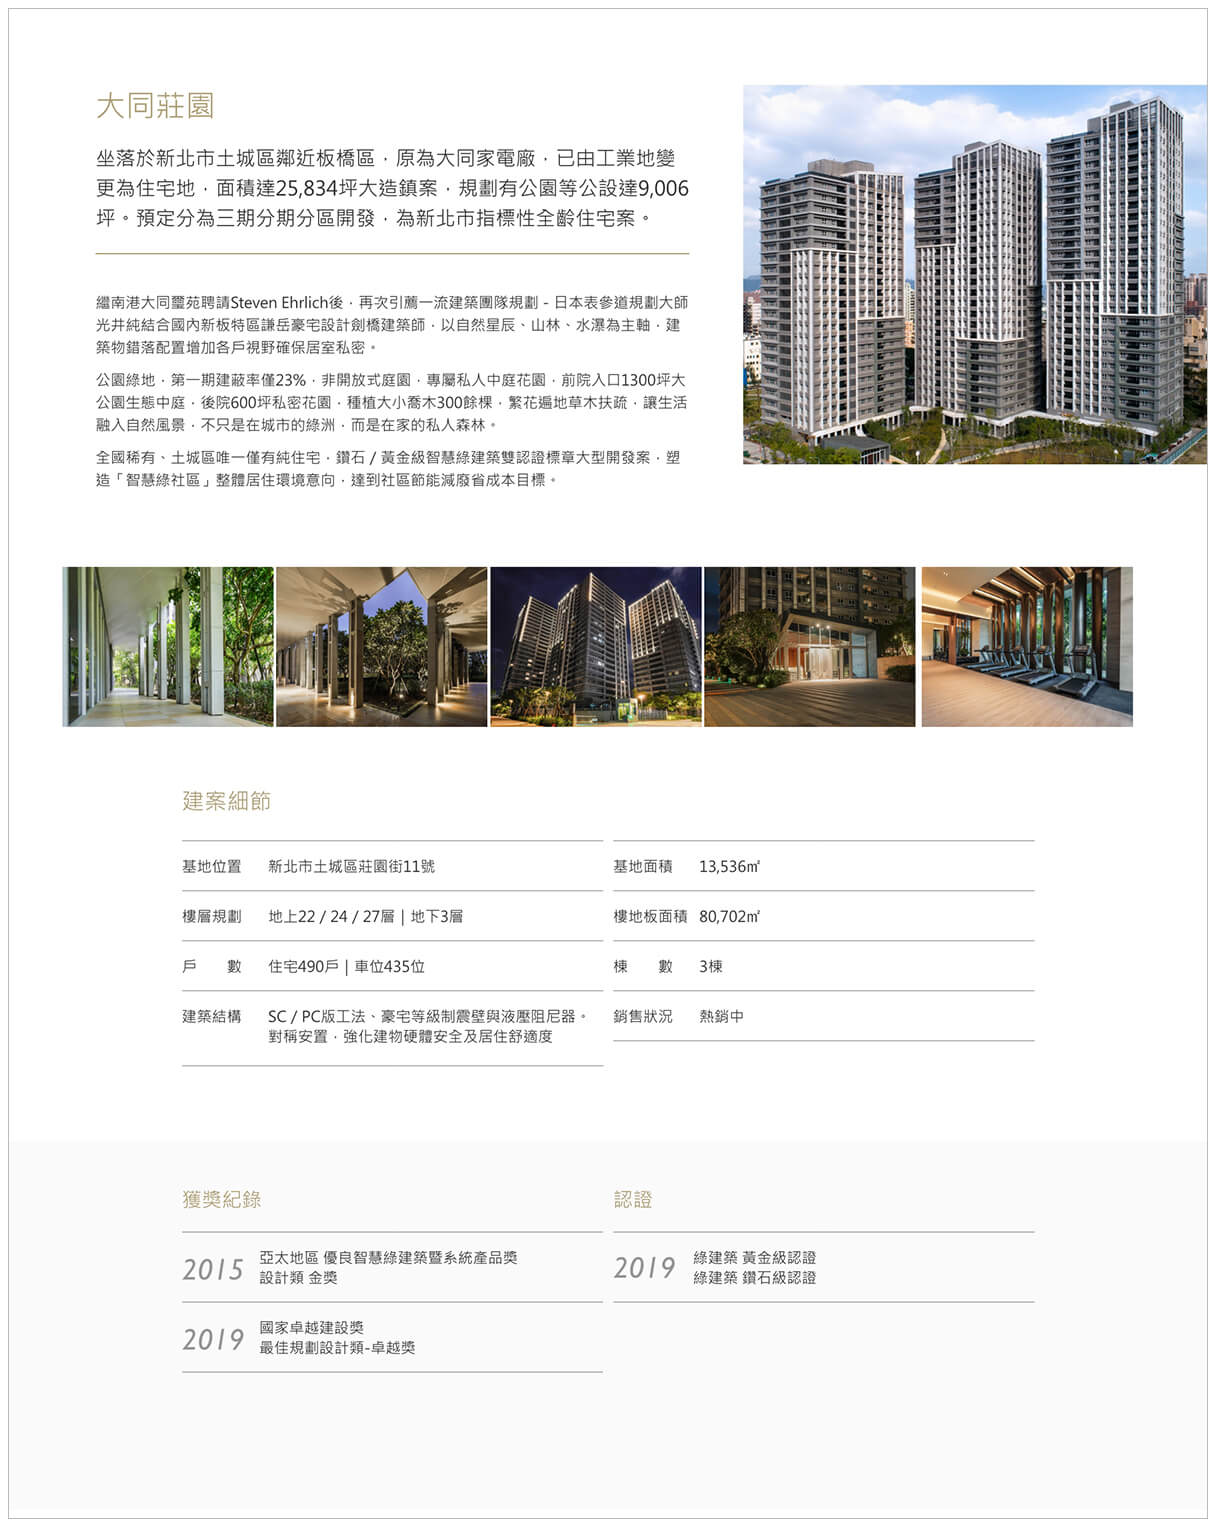 大同莊園
坐落於新北市土城區鄰近板橋區，原為大同家電廠，已由工業地變
更為住宅地，面積達25,834坪大造鎮案，規劃有公園等公設達9,006
坪。預定分為三期分期分區開發，為新北市指標性全齡住宅案。
繼南港大同璽苑聘請Steven Ehrlich後，再次引薦一流建築團隊規劃－日本表參道規劃大師
光井純結合國內新板特區謙岳豪宅設計劍橋建築師，以自然星辰、山林、水瀑為主軸，建
築物錯落配置增加各戶視野確保居室私密。
公園綠地，第一期建蔽率僅23%，非開放式庭園，專屬私人中庭花園，前院入口1300坪大
公園生態中庭，後院600坪私密花園，種植大小喬木300餘棵，繁花遍地草木扶疏，讓生活
融入自然風景，不只是在城市的綠洲，而是在家的私人森林。
全國稀有、土城區唯一僅有純住宅，鑽石 / 黃金級智慧綠建築雙認證標章大型開發案，塑
造「智慧綠社區」整體居住環境意向，達到社區節能減廢省成本目標。
建案細節
基地位置 新北市土城區莊園街11號
樓層規劃 地上22 / 24 / 27層 | 地下3層
戶　　數 住宅490戶 | 車位435位
建築結構 SC / PC版工法、豪宅等級制震壁與液壓阻尼器。
對稱安置，強化建物硬體安全及居住舒適度
基地面積 13,536㎡
樓地板面積 80,702㎡
棟　　數 3棟
銷售狀況 熱銷中
獲獎紀錄
2015 亞太地區 優良智慧綠建築暨系統產品獎
設計類 金獎
2019 國家卓越建設獎
最佳規劃設計類-卓越獎
認證
2019 綠建築 黃金級認證
綠建築 鑽石級認證